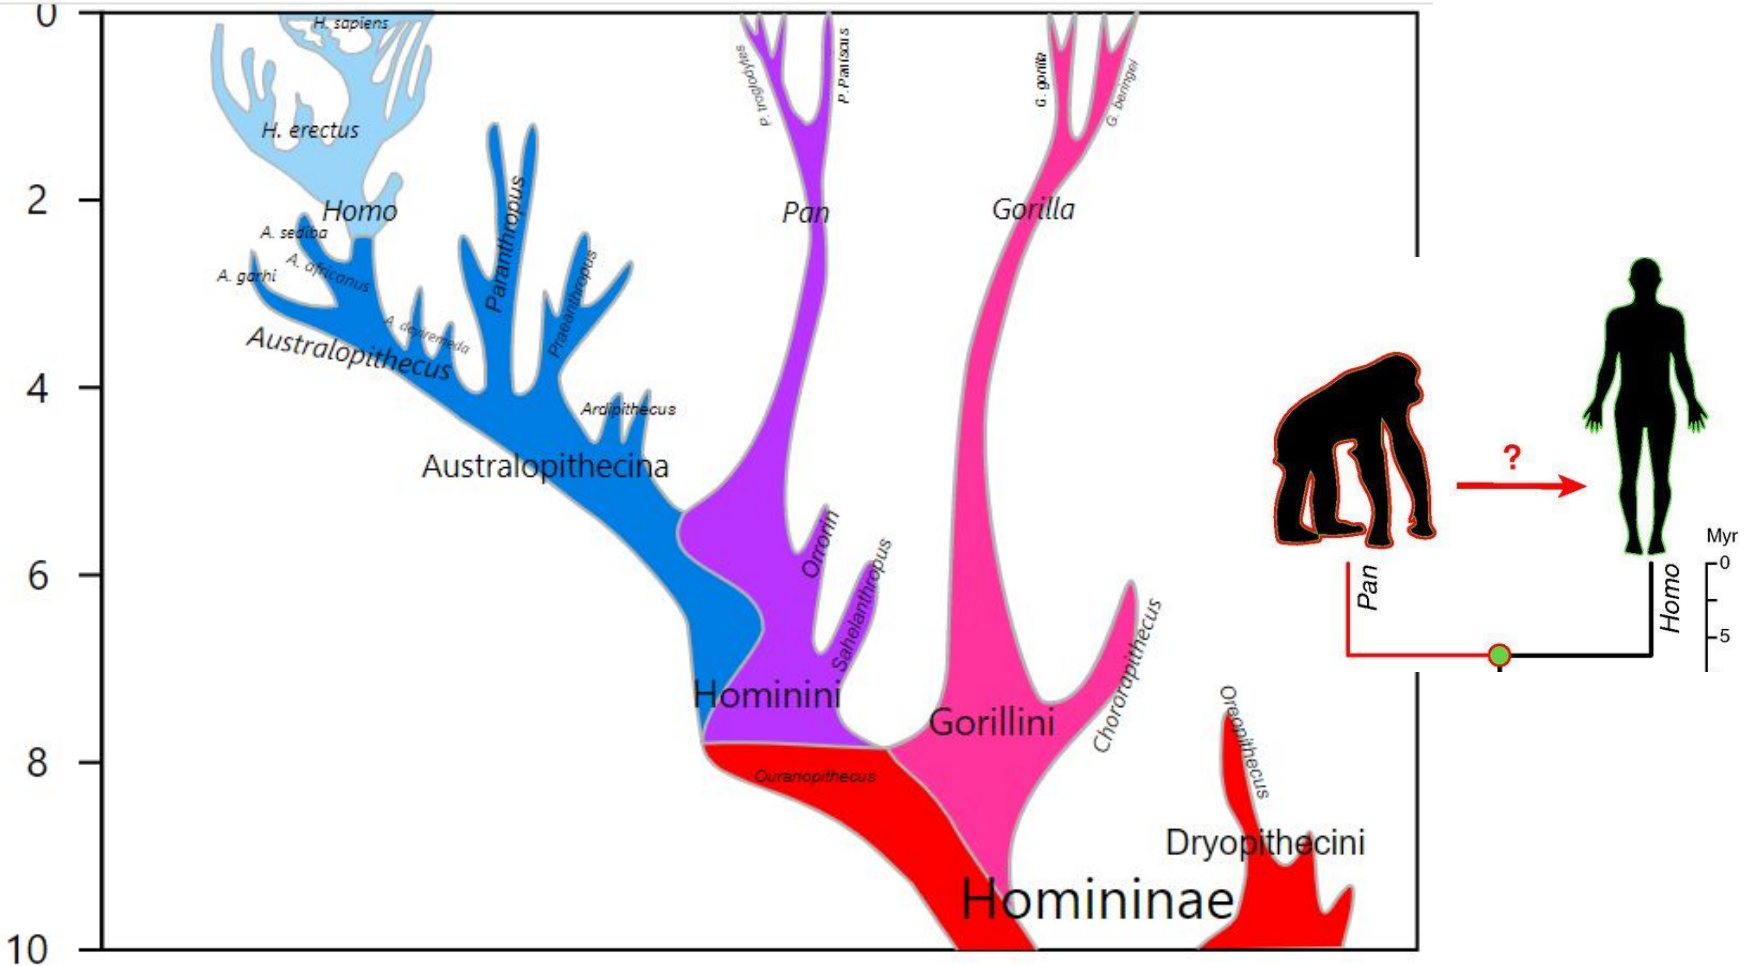 0
2
4
6
8
10
H. sapiens
H. erectus
Homo
A. sediba
A. africanus
A. garhi
A. deyiremeda
Australopithecus
Paranthropus
Praeanthropus
Ardipithecus
Australopithecina
P. troglodytes
P. Paniscus
Pan
Orrorin
Sahelanthropus
Hominini
G. gorilla
G. beringei
Gorilla
Gorillini
Chororapithecus
Ouranopithecus
Oreopithecus
Dryopithecini
Homininae
?
Pan
Homo
Myr
0
5